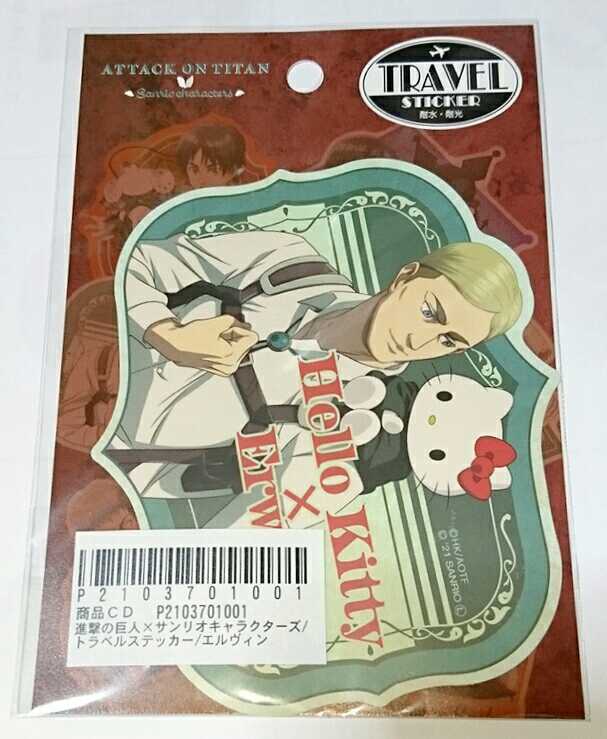 ATTACK ON TITAN
Sanrio characters
TRAVEL
STICKER
耐水・耐光
Hello Kitty
×
Erw
©HK/AOTE
©'21 SANRIO Ⓛ
P2103701001
商品CD P2103701001
進撃の巨人×サンリオキャラクターズ/
トラベルステッカー/エルヴィン